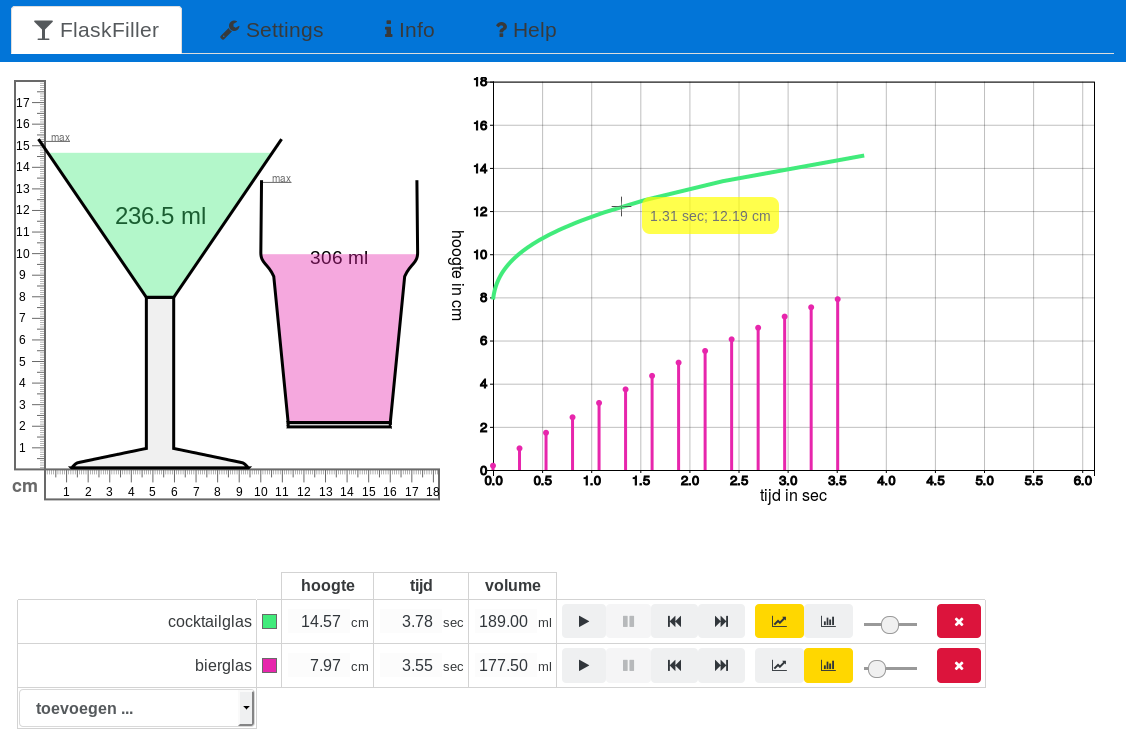 FlaskFiller Settings Info Help
17
16
15
14
13
12
11
10
9
8
7
6
5
4
3
2
1
cm
1 2 3 4 5 6 7 8 9 10 11 12 13 14 15 16 17 18
max
236.5 ml
max
306 ml
hoogte in cm
18
16
14
12
10
8
6
4
2
0
1.31 sec; 12.19 cm
0.0 0.5 1.0 1.5 2.0 2.5 3.0 3.5 4.0 4.5 5.0 5.5 6.0
tijd in sec
hoogte tijd volume
cocktailglas 14.57 cm 3.78 sec 189.00 ml
bierglas 7.97 cm 3.55 sec 177.50 ml
toevoegen ...